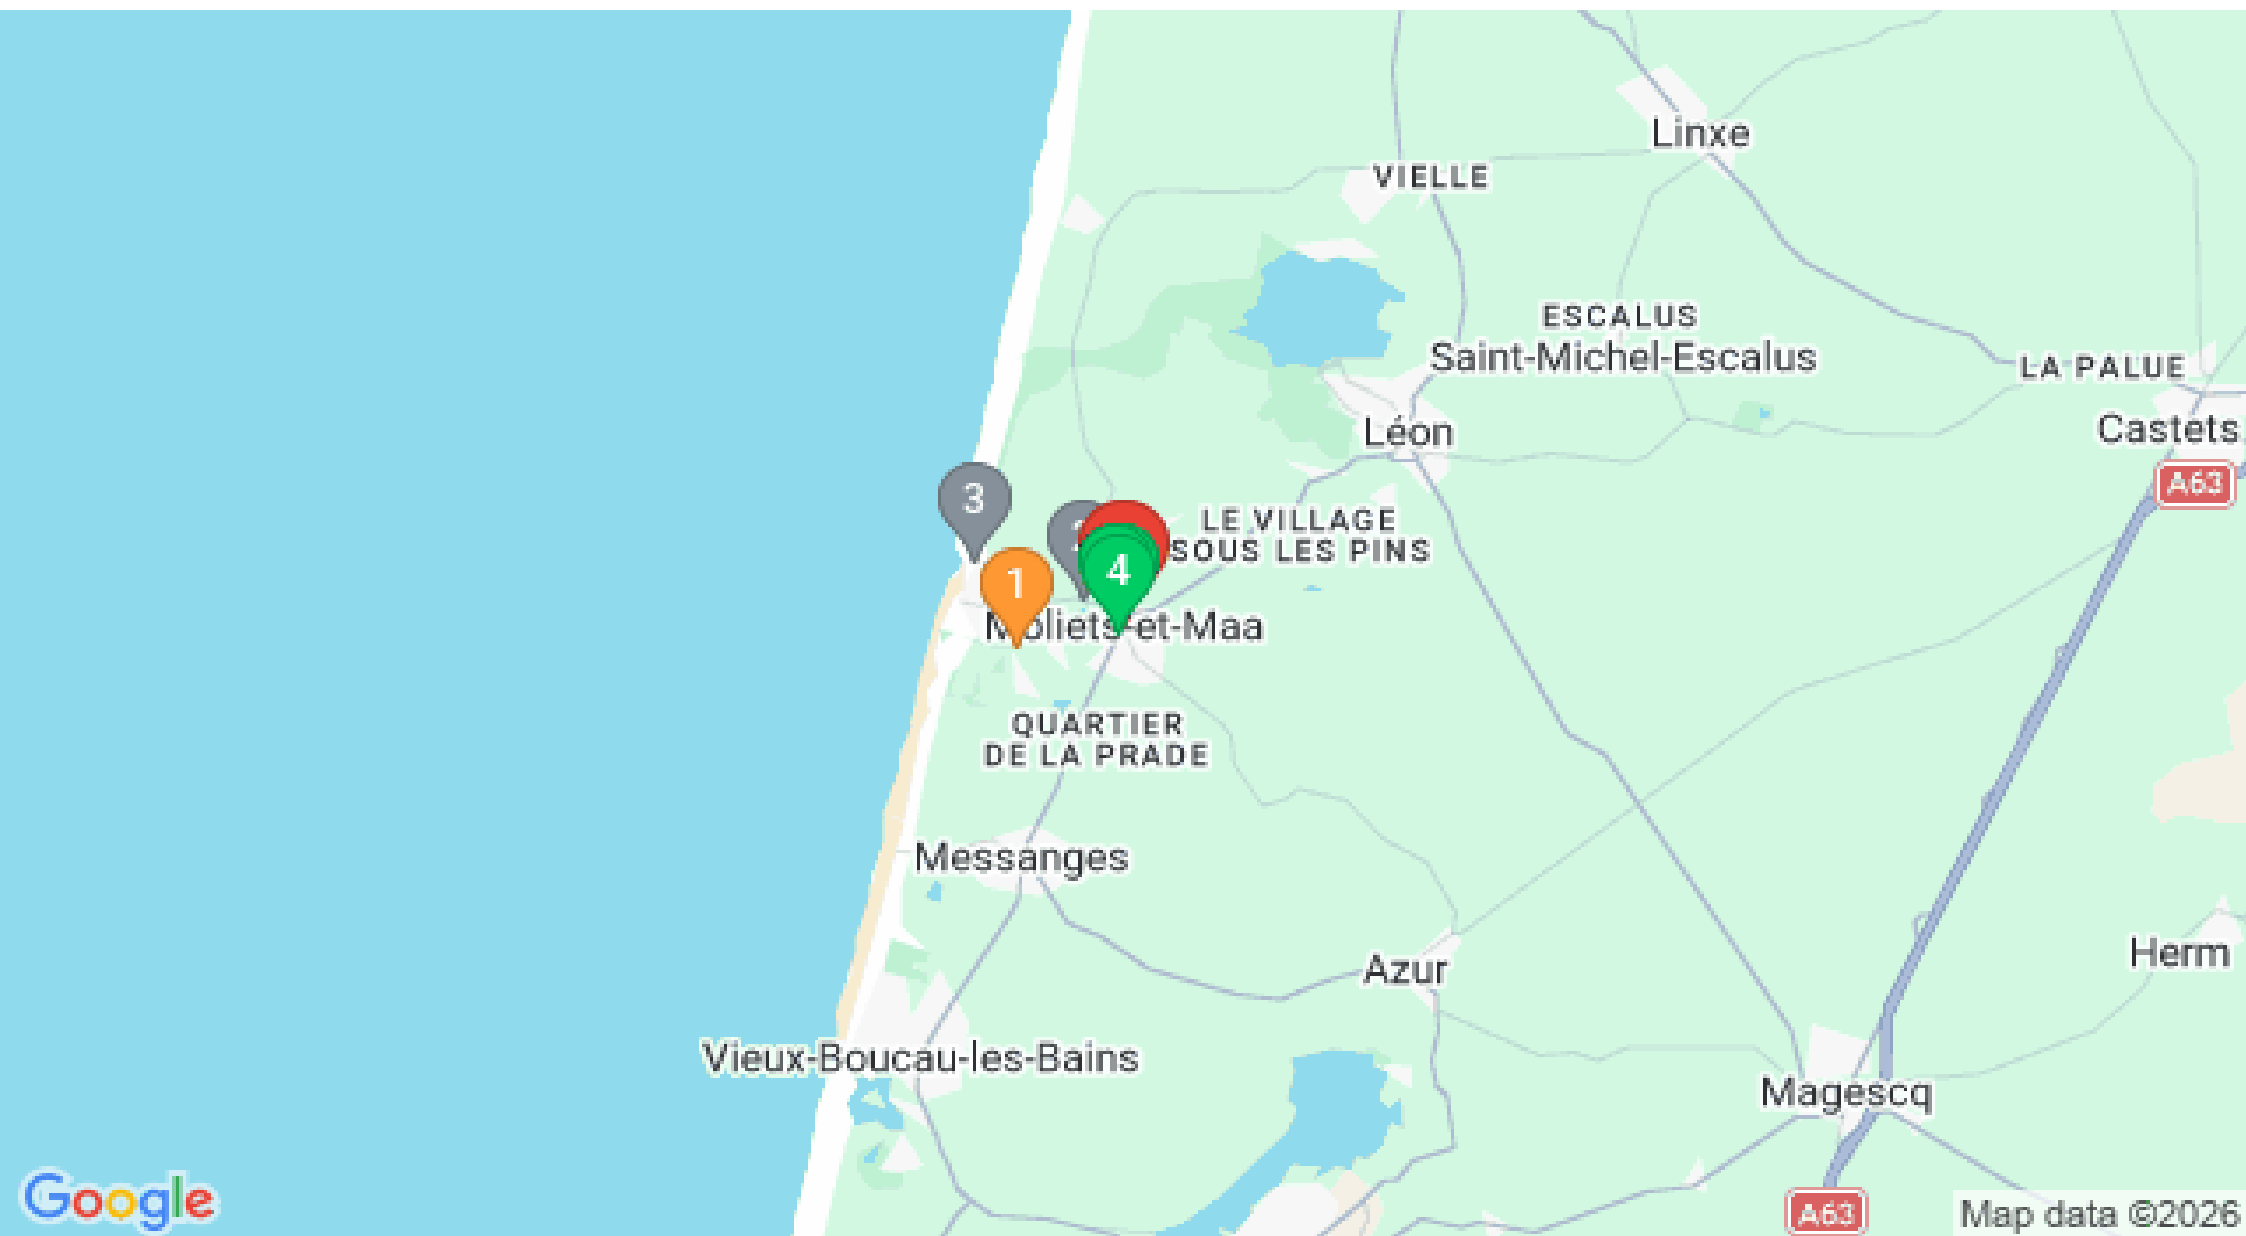 Linxe
VIELLE
ESCALUS
Saint-Michel-Escalus
LA PALUE
Castets
Léon
A63
3
LE VILLAGE
SOUS LES PINS
1
4
Moliets-et-Maa
QUARTIER
DE LA PRADE
Messanges
Herm
Azur
Vieux-Boucau-les-Bains
Magescq
Google
A63
Map data ©2026